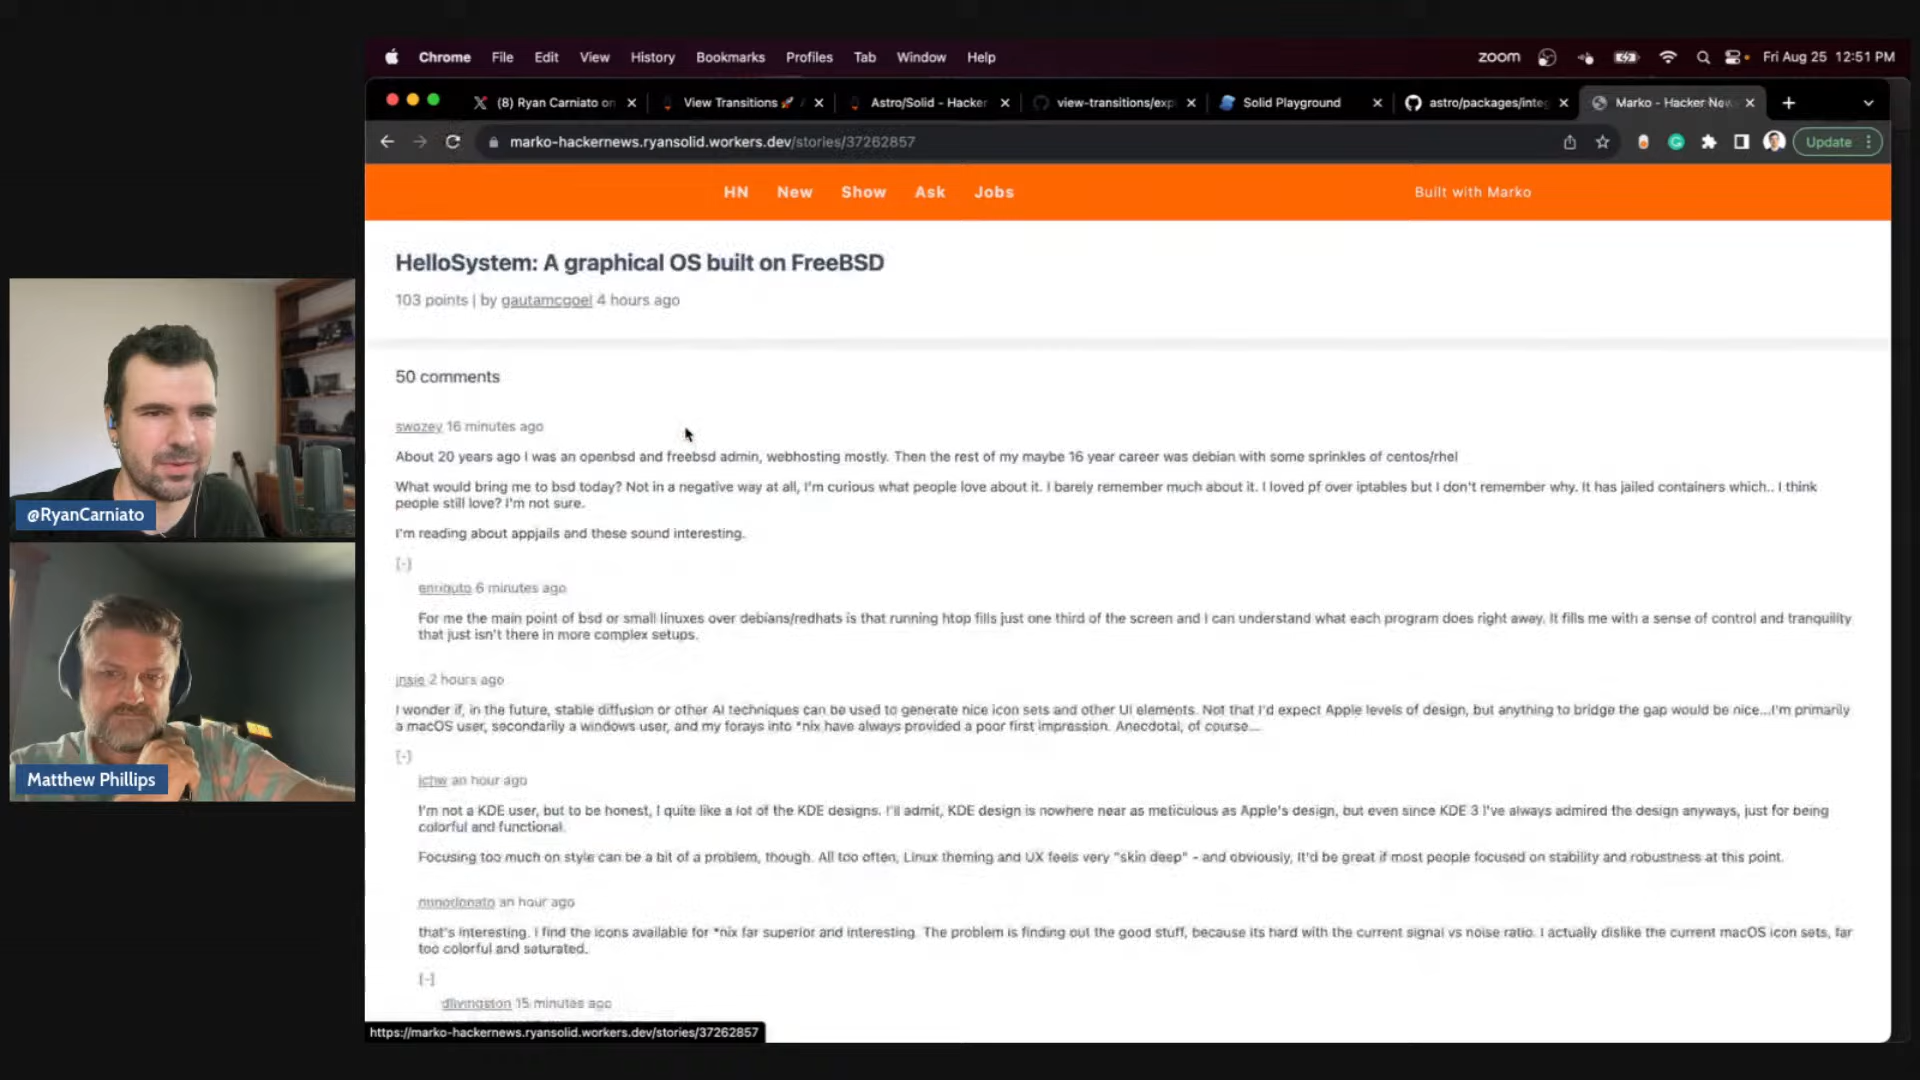 Chrome File Edit View History Bookmarks Profiles Tab Window Help
zoom Fri Aug 25 12:51 PM
(8) Ryan Carniato on
View Transitions 🚀
Astro/Solid - Hacker
view-transitions/exp
Solid Playground
astro/packages/inte
Marko - Hacker New
marko-hackernews.ryansolid.workers.dev/stories/37262857
Update
HN New Show Ask Jobs
Built with Marko
HelloSystem: A graphical OS built on FreeBSD
103 points | by gautamcgoel 4 hours ago
50 comments
swozey 16 minutes ago
About 20 years ago I was an openbsd and freebsd admin, webhosting mostly. Then the rest of my maybe 16 year career was debian with some sprinkles of centos/rhel
What would bring me to bsd today? Not in a negative way at all, I'm curious what people love about it. I barely remember much about it. I loved pf over iptables but I don't remember why. It has jailed containers which.. I think
people still love? I'm not sure.
I'm reading about appjails and these sound interesting.
[-]
enriquto 6 minutes ago
For me the main point of bsd or small linuxes over debians/redhats is that running htop fills just one third of the screen and I can understand what each program does right away. It fills me with a sense of control and tranquility
that just isn't there in more complex setups.
jnsie 2 hours ago
I wonder if, in the future, stable diffusion or other AI techniques can be used to generate nice icon sets and other UI elements. Not that I'd expect Apple levels of design, but anything to bridge the gap would be nice...I'm primarily
a macOS user, secondarily a windows user, and my forays into *nix have always provided a poor first impression. Anecdotal, of course...
[-]
jchw an hour ago
I'm not a KDE user, but to be honest, I quite like a lot of the KDE designs. I'll admit, KDE design is nowhere near as meticulous as Apple's design, but even since KDE 3 I've always admired the design anyways, just for being
colorful and functional.
Focusing too much on style can be a bit of a problem, though. All too often, Linux theming and UX feels very "skin deep" - and obviously, It'd be great if most people focused on stability and robustness at this point.
an hour ago
that's interesting. I find the icons available for *nix far superior and interesting. The problem is finding out the good stuff, because its hard with the current signal vs noise ratio. I actually dislike the current macOS icon sets, far
too colorful and saturated.
[-]
dlivingston 15 minutes ago
https://marko-hackernews.ryansolid.workers.dev/stories/37262857
@RyanCarniato
Matthew Phillips